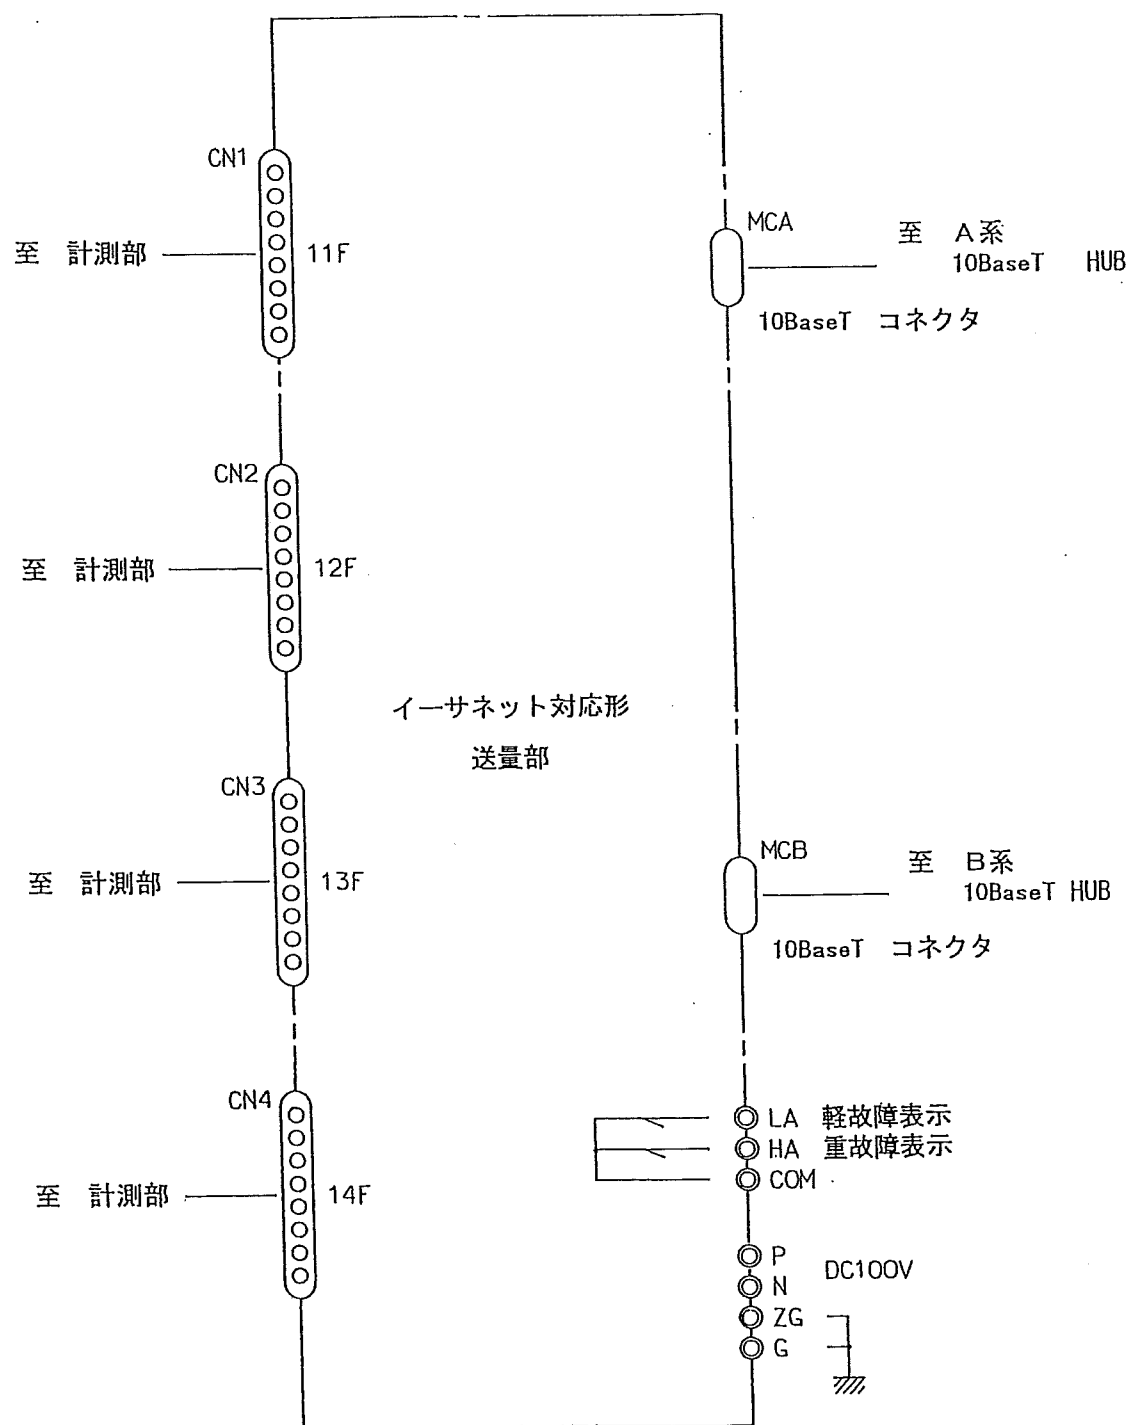 CN1
至 計測部
11F
CN2
至 計測部
12F
イーサネット対応形
送量部
CN3
至 計測部
13F
CN4
至 計測部
14F
MCA
至 A系
10BaseT HUB
10BaseT コネクタ
MCB
至 B系
10BaseT HUB
10BaseT コネクタ
LA 軽故障表示
HA 重故障表示
COM
P
N
DC100V
ZG
G